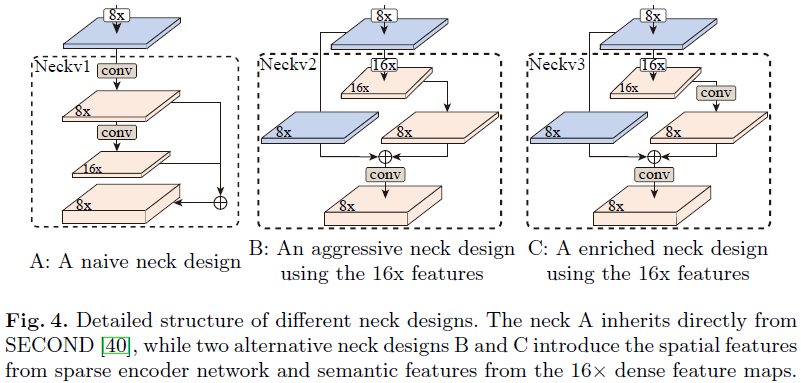 8x
Neckv1
conv
8x
conv
16x
8x
A: A naive neck design
8x
Neckv2
16x
16x
8x
8x
conv
8x
B: An aggressive neck design
using the 16x features
8x
Neckv3
16x
16x
conv
8x
8x
conv
8x
C: A enriched neck design
using the 16x features
Fig. 4. Detailed structure of different neck designs. The neck A inherits directly from
SECOND [40], while two alternative neck designs B and C introduce the spatial features
from sparse encoder network and semantic features from the 16× dense feature maps.